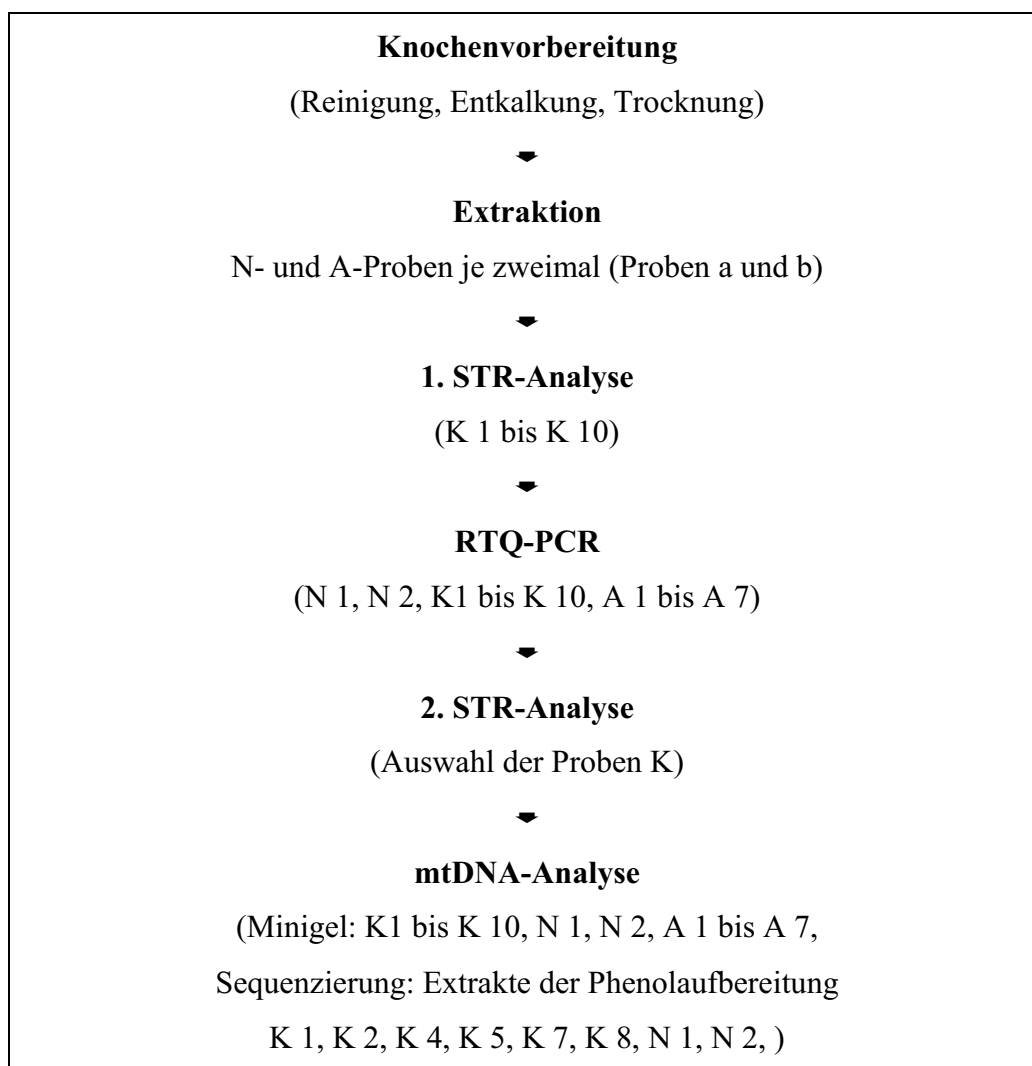 Knochenvorbereitung
(Reinigung, Entkalkung, Trocknung)
Extraktion
N- und A-Proben je zweimal (Proben a und b)
1. STR-Analyse
(K 1 bis K 10)
RTQ-PCR
(N 1, N 2, K1 bis K 10, A 1 bis A 7)
2. STR-Analyse
(Auswahl der Proben K)
mtDNA-Analyse
(Minigel: K1 bis K 10, N 1, N 2, A 1 bis A 7,
Sequenzierung: Extrakte der Phenolaufbereitung
K 1, K 2, K 4, K 5, K 7, K 8, N 1, N 2, )